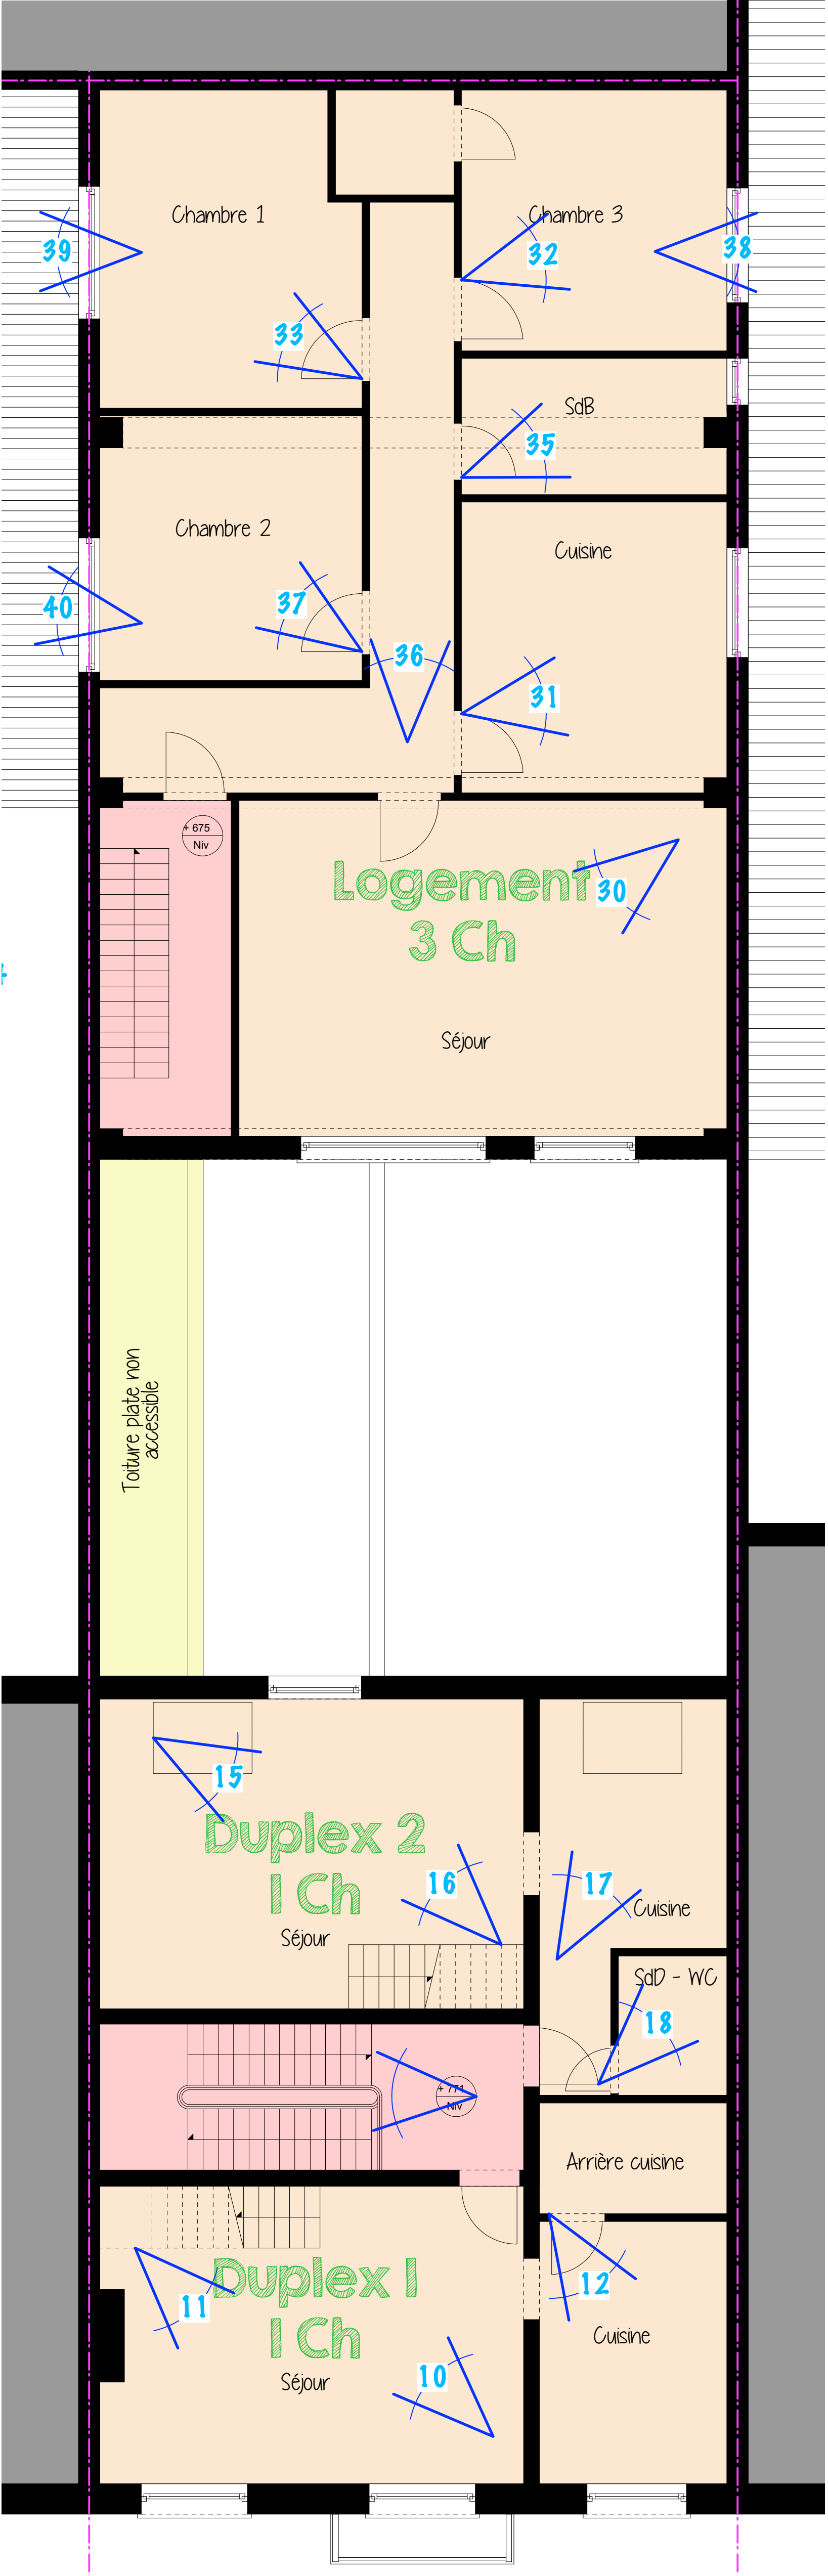 Chambre 1
Chambre 3
39
32
38
33
SdB
35
Chambre 2
Cuisine
40
37
36
31
+ 675
Niv
Logement
3 Ch
30
Séjour
Toiture plate non
accessible
15
Duplex 2
1 Ch
16
17
Cuisine
Séjour
SdD - WC
18
+ 771
Niv
Arrière cuisine
Duplex 1
1 Ch
11
12
Cuisine
10
Séjour